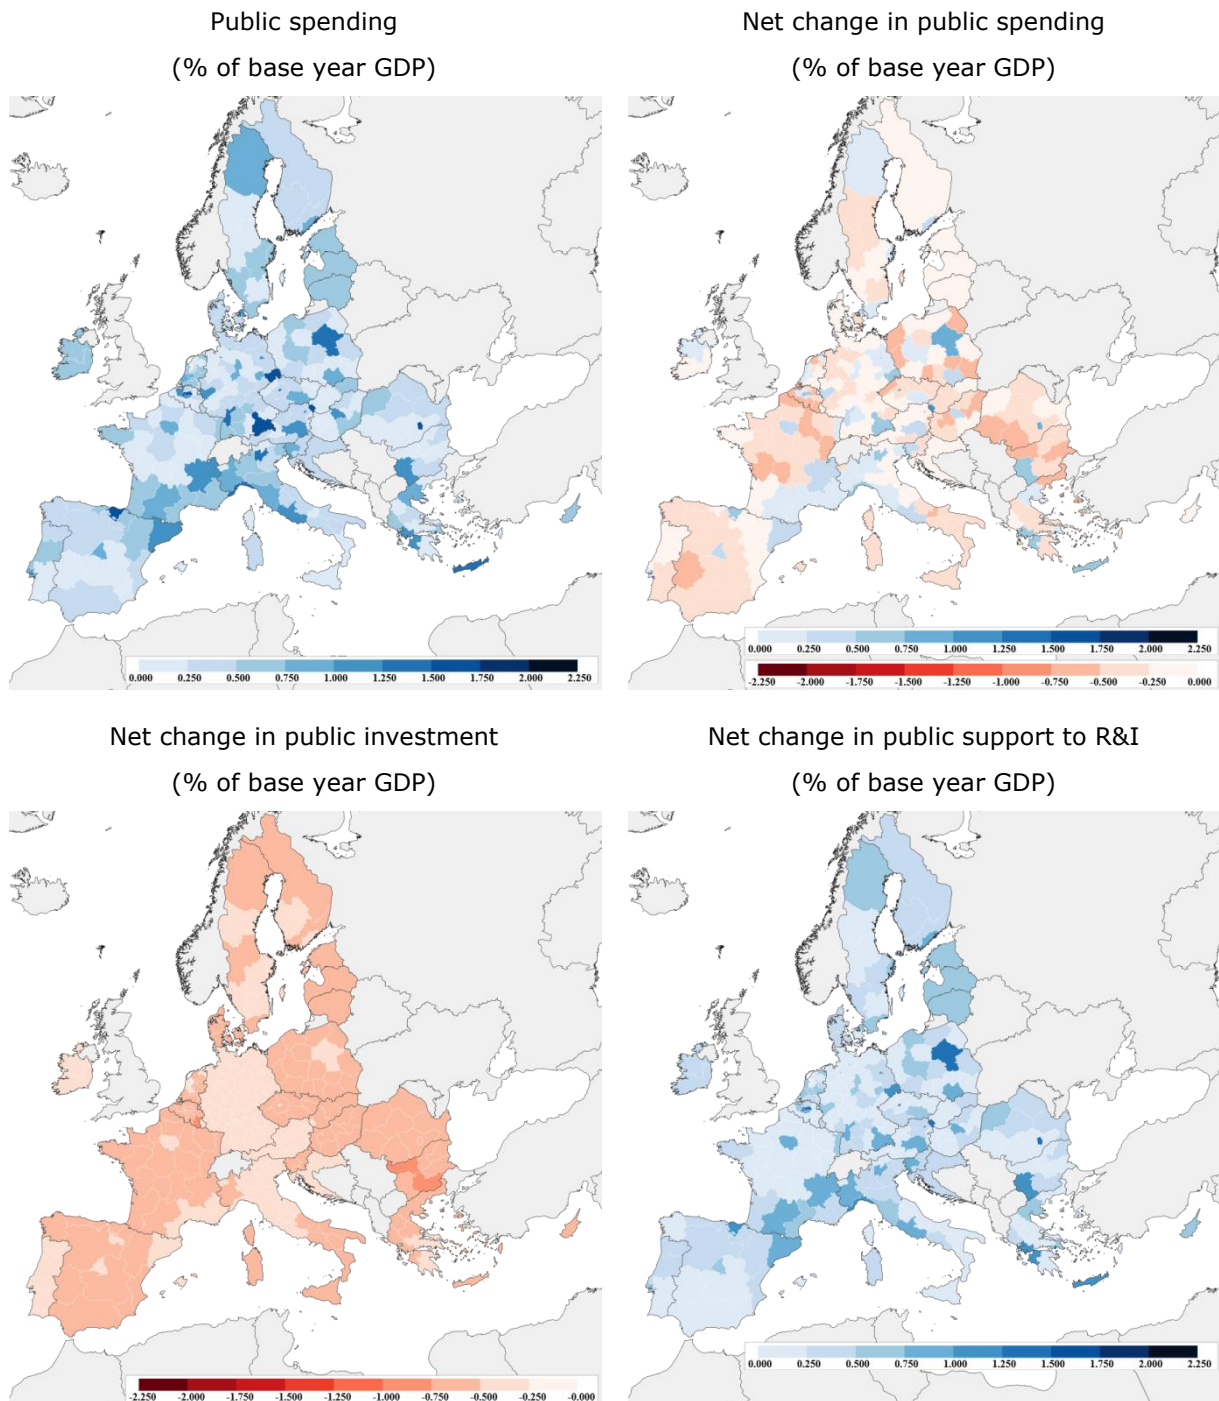 Public spending
(% of base year GDP)
Net change in public spending
(% of base year GDP)
0.000 0.250 0.500 0.750 1.000 1.250 1.500 1.750 2.000 2.250
0.000 0.250 0.500 0.750 1.000 1.250 1.500 1.750 2.000 2.250
-2.250 -2.000 -1.750 -1.500 -1.250 -1.000 -0.750 -0.500 -0.250 0.000
Net change in public investment
(% of base year GDP)
Net change in public support to R&I
(% of base year GDP)
-2.250 -2.000 -1.750 -1.500 -1.250 -1.000 -0.750 -0.500 -0.250 -0.000
0.000 0.250 0.500 0.750 1.000 1.250 1.500 1.750 2.000 2.250